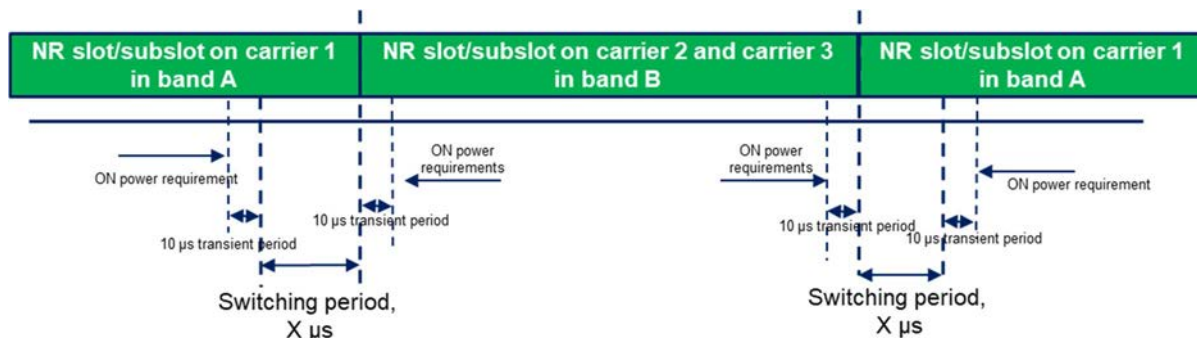 NR slot/subslot on carrier 1
in band A
NR slot/subslot on carrier 2 and carrier 3
in band B
NR slot/subslot on carrier 1
in band A
ON power requirement
ON power
requirements
ON power
requirements
ON power requirement
10 µs transient period
10 µs transient period
10 µs transient period
10 µs transient period
Switching period,
X µs
Switching period,
X µs